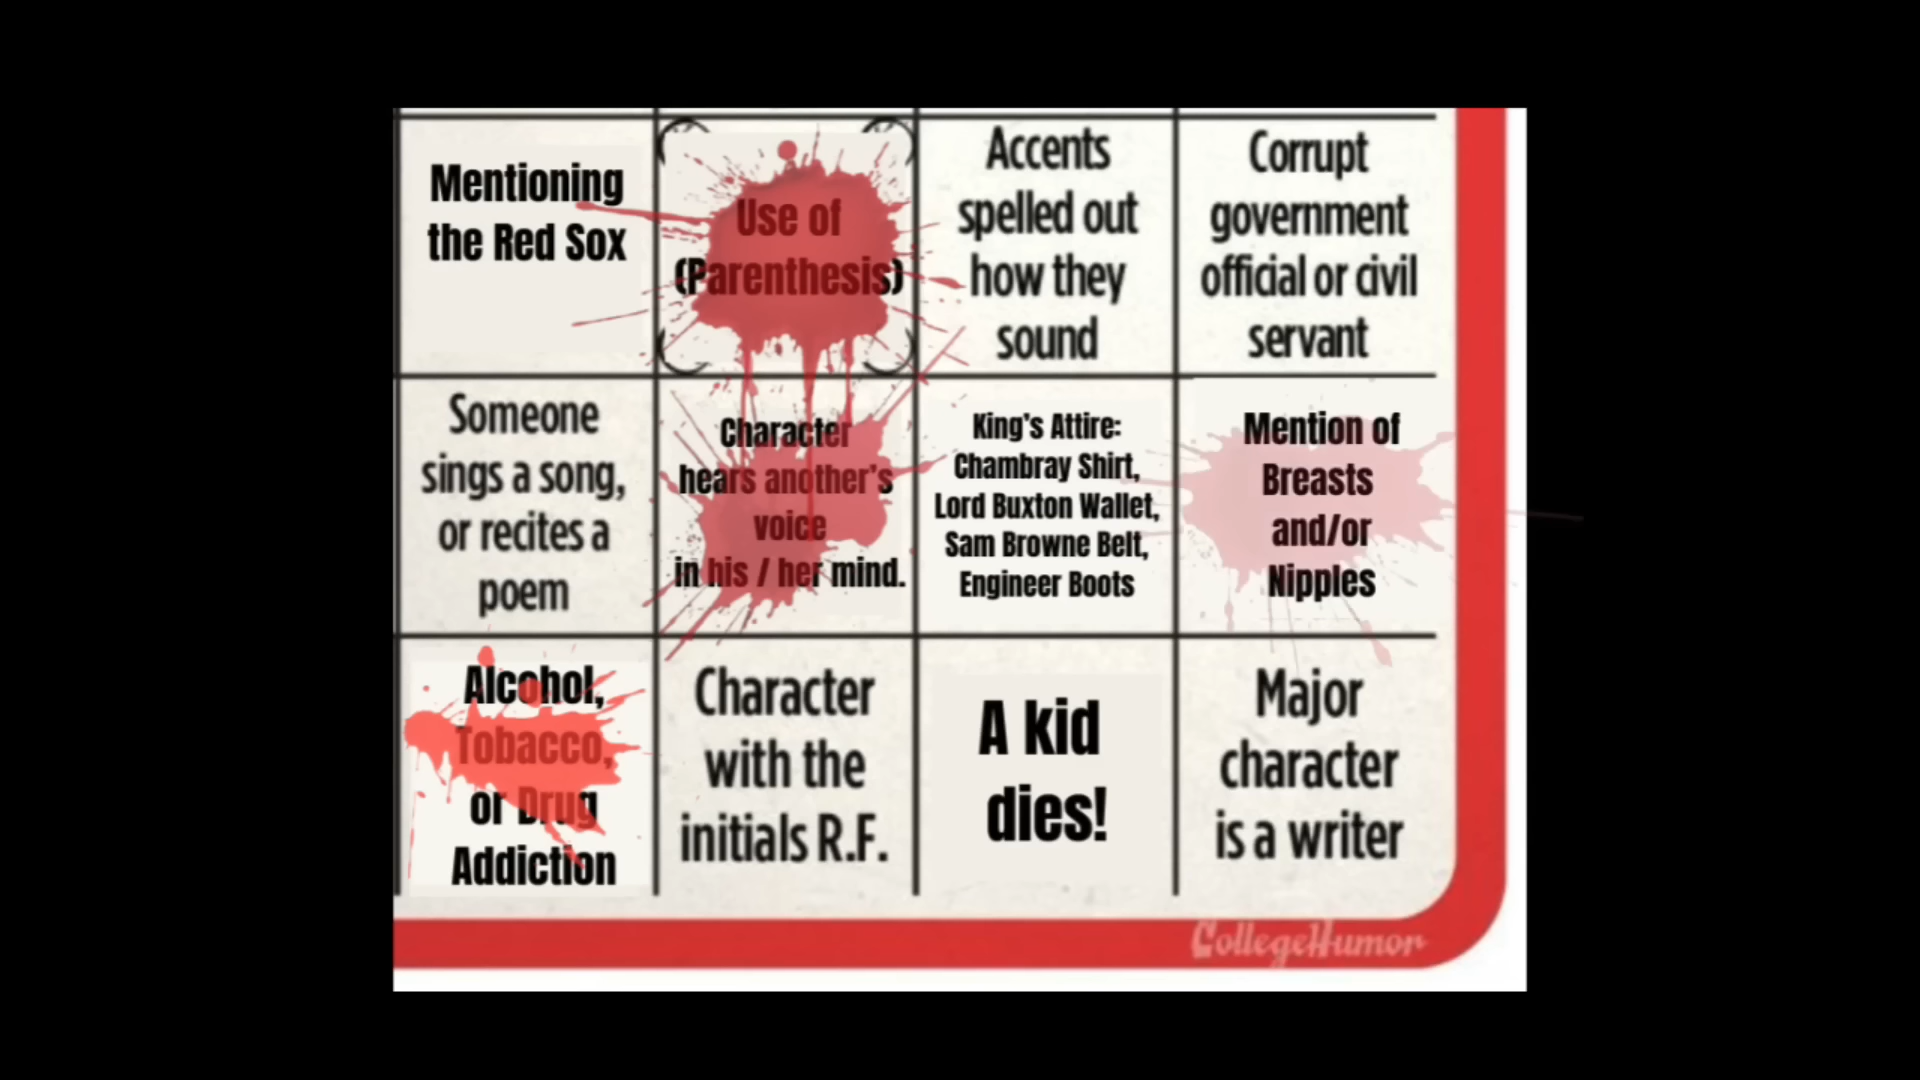 Mentioning
the Red Sox
Use of
(Parenthesis)
Accents
spelled out
how they
sound
Corrupt
government
official or civil
servant
Someone
sings a song,
or recites a
poem
Character
hears another's
voice
in his / her mind.
King's Attire:
Chambray Shirt,
Lord Buxton Wallet,
Sam Browne Belt,
Engineer Boots
Mention of
Breasts
and/or
Nipples
Alcohol,
Tobacco,
or Drug
Addiction
Character
with the
initials R.F.
A kid
dies!
Major
character
is a writer
CollegeHumor